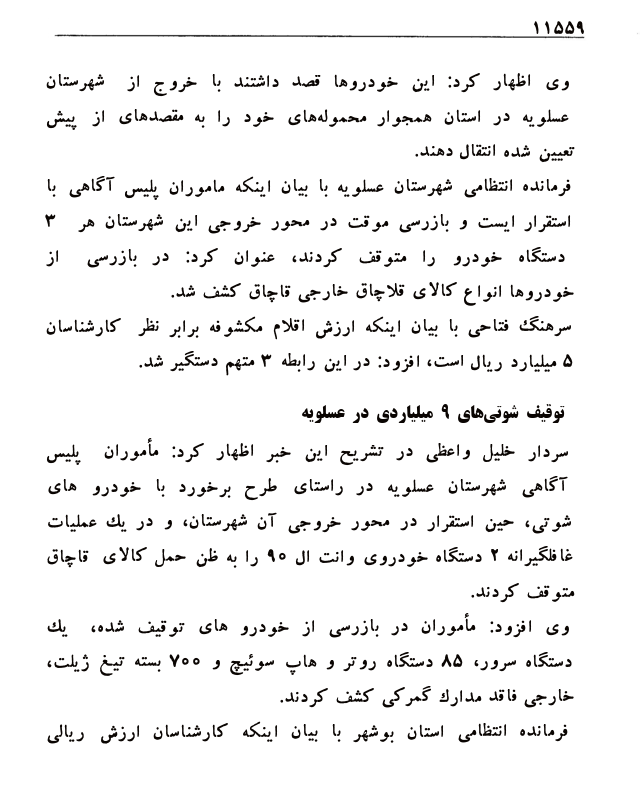 ۱۱۵۵۹
وی اظهار کرد: این خودروها قصد داشتند با خروج از شهرستان
عسلویه در استان همجوار محموله‌های خود را به مقصدهای از پیش
تعیین شده انتقال دهند.
فرمانده انتظامی شهرستان عسلویه با بیان اینکه ماموران پلیس آگاهی با
استقرار ایست و بازرسی موقت در محور خروجی این شهرستان هر ۳
دستگاه خودرو را متوقف کردند، عنوان کرد: در بازرسی از
خودروها انواع کالای قلاچاق خارجی قاچاق کشف شد.
سرهنگ فتاحی با بیان اینکه ارزش اقلام مکشوفه برابر نظر کارشناسان
۵ میلیارد ریال است، افزود: در این رابطه ۳ متهم دستگیر شد.
توقیف شوتی‌های ۹ میلیاردی در عسلویه
سردار خلیل واعظی در تشریح این خبر اظهار کرد: مأموران پلیس
آگاهی شهرستان عسلویه در راستای طرح برخورد با خودرو های
شوتی، حین استقرار در محور خروجی آن شهرستان، و در یك عملیات
غافلگیرانه ۲ دستگاه خودروی وانت ال ۹۰ را به ظن حمل کالای قاچاق
متوقف کردند.
وی افزود: مأموران در بازرسی از خودرو های توقیف شده، یك
دستگاه سرور، ۸۵ دستگاه روتر و هاپ سوئیچ و ۷۰۰ بسته تیغ ژیلت،
خارجی فاقد مدارك گمرکی کشف کردند.
فرمانده انتظامی استان بوشهر با بیان اینکه کارشناسان ارزش ریالی